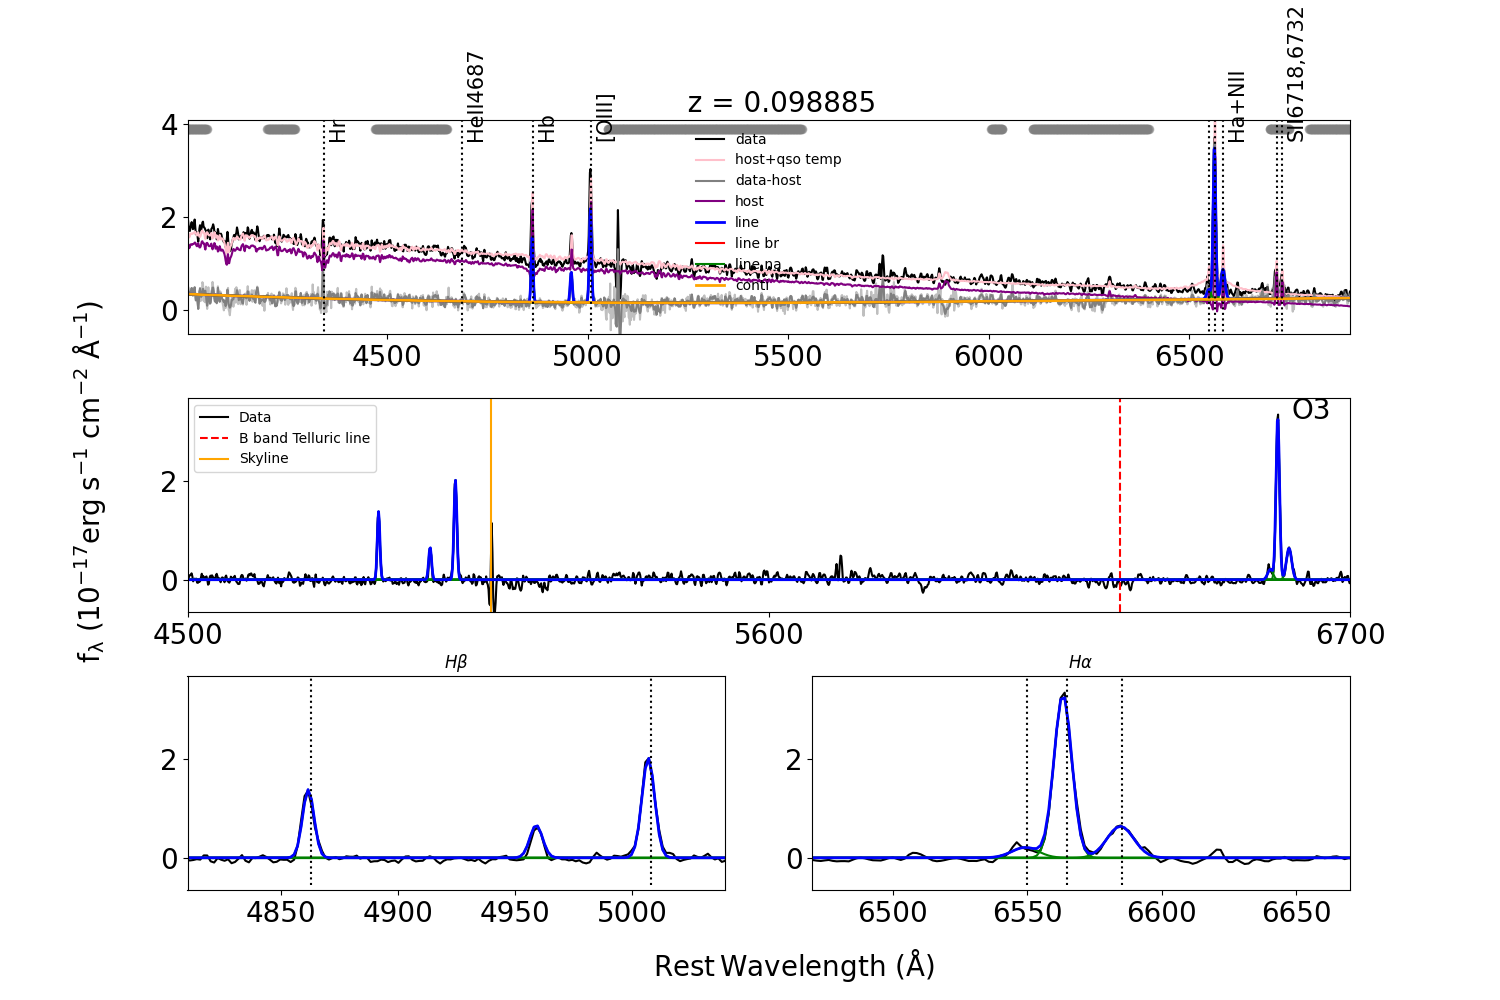 z = 0.098885
Hr
HeII4687
Hb
[OIII]
Ha+NII
SII6718,6732
data
host+qso temp
data-host
host
line
line br
line na
conti
4
2
0
4500
5000
5500
6000
6500
Data
B band Telluric line
Skyline
O3
2
0
4500
5600
6700
fλ (10⁻¹⁷erg s⁻¹ cm⁻² Å⁻¹)
Hβ
2
0
4850
4900
4950
5000
Hα
2
0
6500
6550
6600
6650
Rest Wavelength (Å)